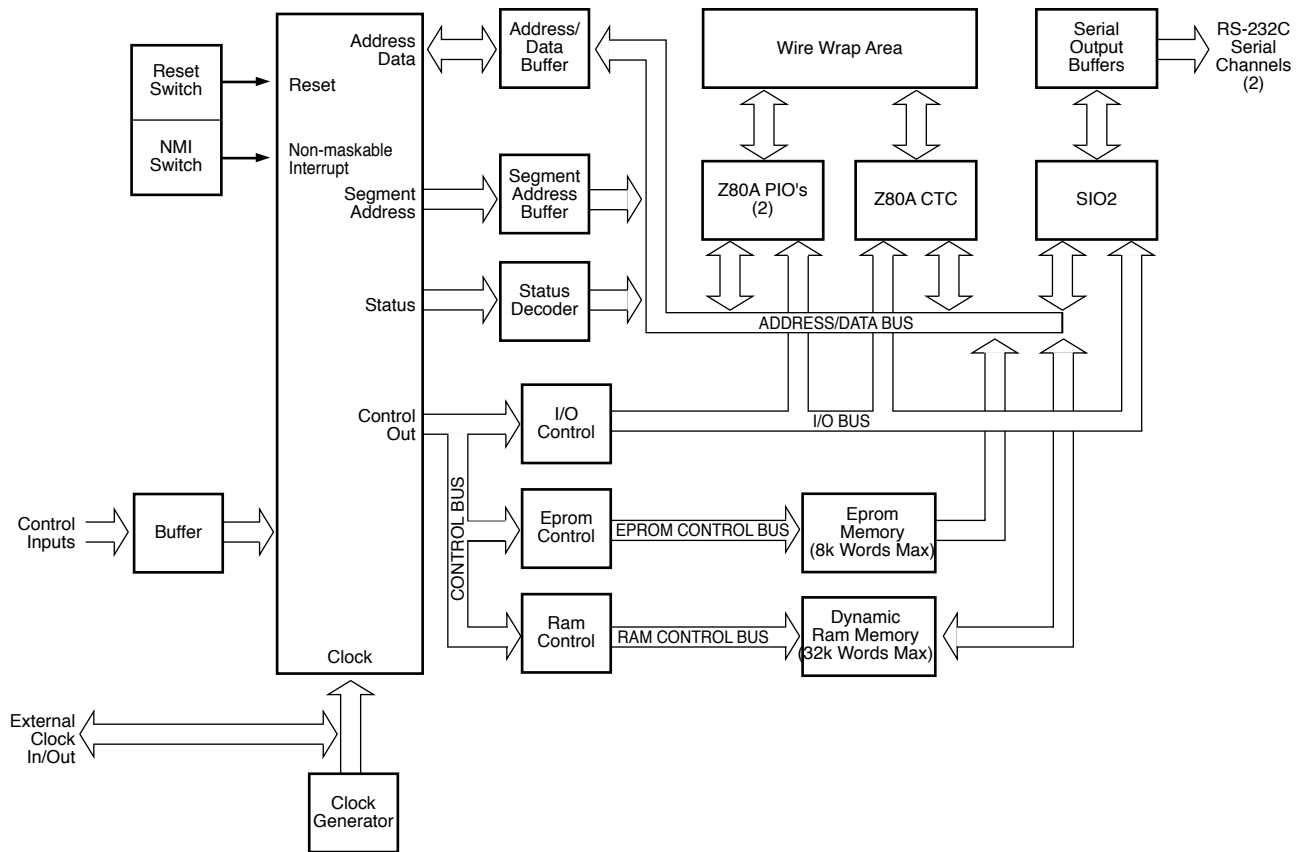 Reset
Switch
NMI
Switch
Address
Data
Reset
Non-maskable
Interrupt
Segment
Address
Status
Control
Out
Clock
Address/
Data
Buffer
Segment
Address
Buffer
Status
Decoder
Wire Wrap Area
Serial
Output
Buffers
RS-232C
Serial
Channels
(2)
Z80A PIO's
(2)
Z80A CTC
SIO2
ADDRESS/DATA BUS
I/O
Control
I/O BUS
CONTROL BUS
Control
Inputs
Buffer
Eprom
Control
EPROM CONTROL BUS
Eprom
Memory
(8k Words Max)
Ram
Control
RAM CONTROL BUS
Dynamic
Ram Memory
(32k Words Max)
External
Clock
In/Out
Clock
Generator